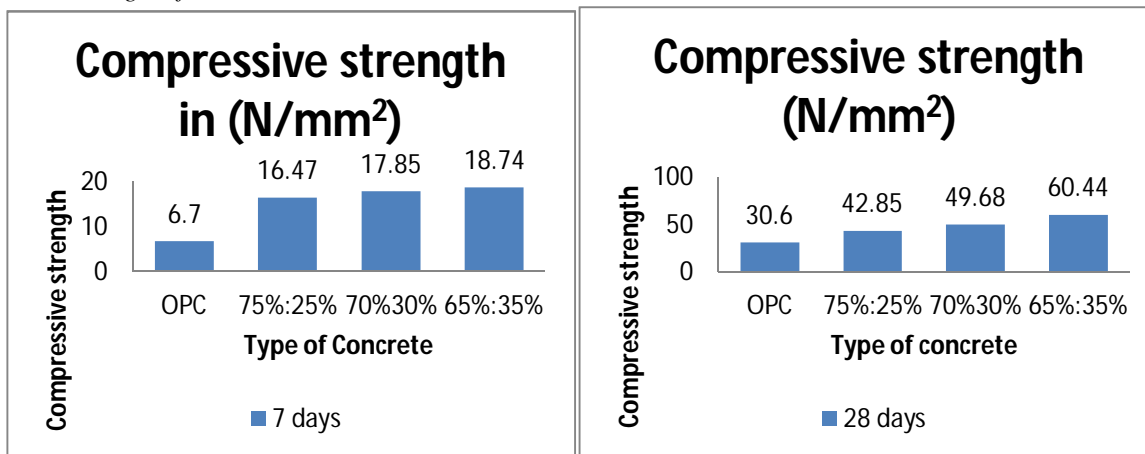 Compressive strength
in (N/mm²)
Compressive strength
20
10
0
6.7
16.47
17.85
18.74
OPC 75%:25% 70%30% 65%:35%
Type of Concrete
7 days
Compressive strength
(N/mm²)
Compressive strength
100
50
0
30.6
42.85
49.68
60.44
OPC 75%:25% 70%30% 65%:35%
Type of concrete
28 days